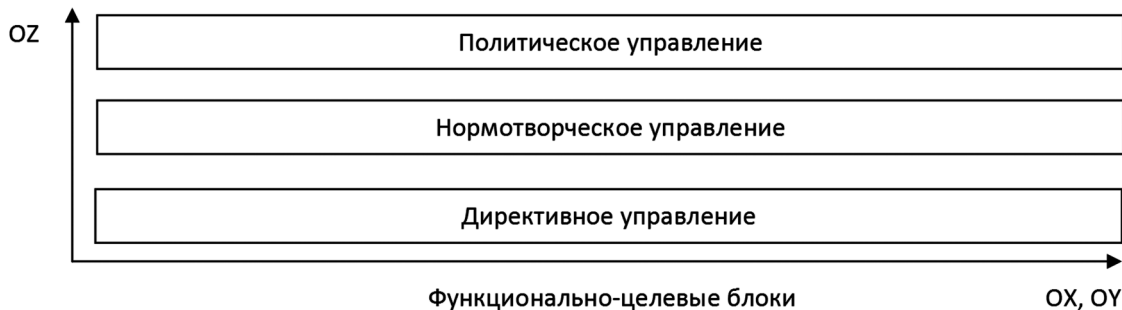 OZ
Политическое управление
Нормотворческое управление
Директивное управление
Функционально-целевые блоки
OX, OY